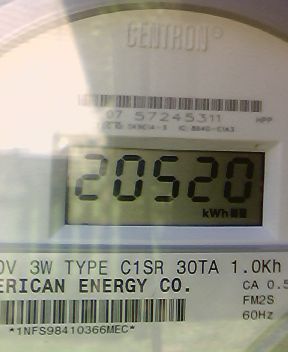 CENTRON®
07 57245311 HPP
20520
kWh
0V 3W TYPE C1SR 30TA 1.0Kh
ERICAN ENERGY CO. CA 0.5
FM2S
60Hz
*1NFS98410366MEC*